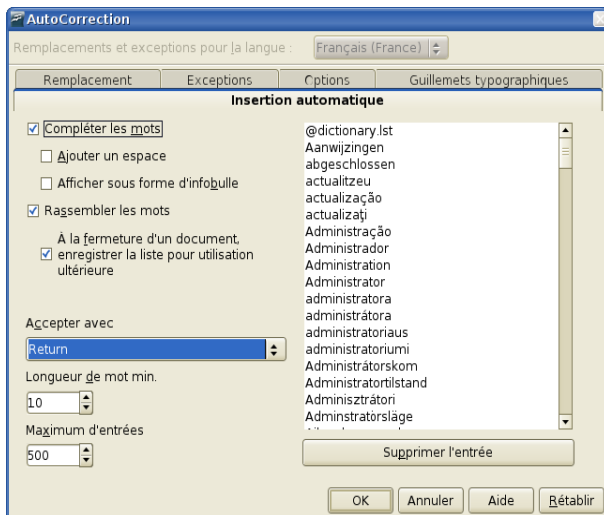 AutoCorrection
Remplacements et exceptions pour la langue :
Français (France)
Remplacement
Exceptions
Options
Guillemets typographiques
Insertion automatique
Compléter les mots
Ajouter un espace
Afficher sous forme d'infobulle
Rassembler les mots
À la fermeture d'un document,
enregistrer la liste pour utilisation
ultérieure
Accepter avec
Return
Longueur de mot min.
10
Maximum d'entrées
500
@dictionary.lst
Aanwijzingen
abgeschlossen
actualitzeu
actualização
actualizaţi
Administração
Administrador
Administration
Administrator
administratora
administrátora
administratoriaus
administratoriumi
Administrátorskom
Administratortilstand
Adminisztrátori
Adminstratörsläge
Supprimer l'entrée
OK
Annuler
Aide
Rétablir